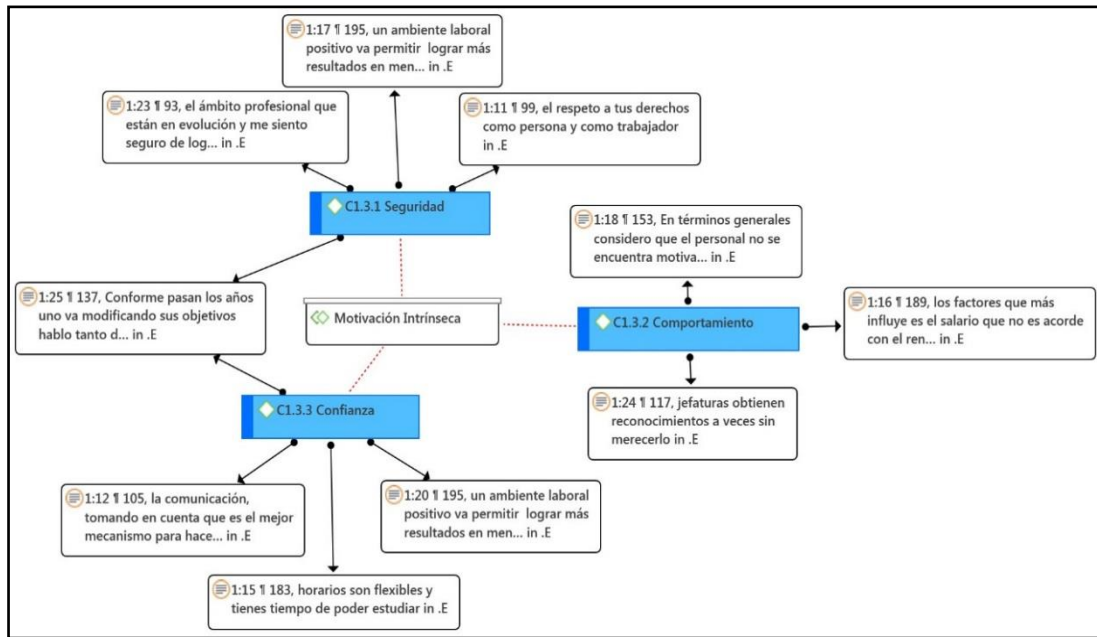 1:17 ¶ 195, un ambiente laboral
positivo va permitir lograr más
resultados en men... in .E
1:23 ¶ 93, el ámbito profesional que
están en evolución y me siento
seguro de log... in .E
1:11 ¶ 99, el respeto a tus derechos
como persona y como trabajador
in .E
C1.3.1 Seguridad
1:18 ¶ 153, En términos generales
considero que el personal no se
encuentra motiva... in .E
1:25 ¶ 137, Conforme pasan los años
uno va modificando sus objetivos
hablo tanto d... in .E
Motivación Intrínseca
C1.3.2 Comportamiento
1:16 ¶ 189, los factores que más
influye es el salario que no es acorde
con el ren... in .E
C1.3.3 Confianza
1:24 ¶ 117, jefaturas obtienen
reconocimientos a veces sin
merecerlo in .E
1:12 ¶ 105, la comunicación,
tomando en cuenta que es el mejor
mecanismo para hace... in .E
1:20 ¶ 195, un ambiente laboral
positivo va permitir lograr más
resultados en men... in .E
1:15 ¶ 183, horarios son flexibles y
tienes tiempo de poder estudiar in .E